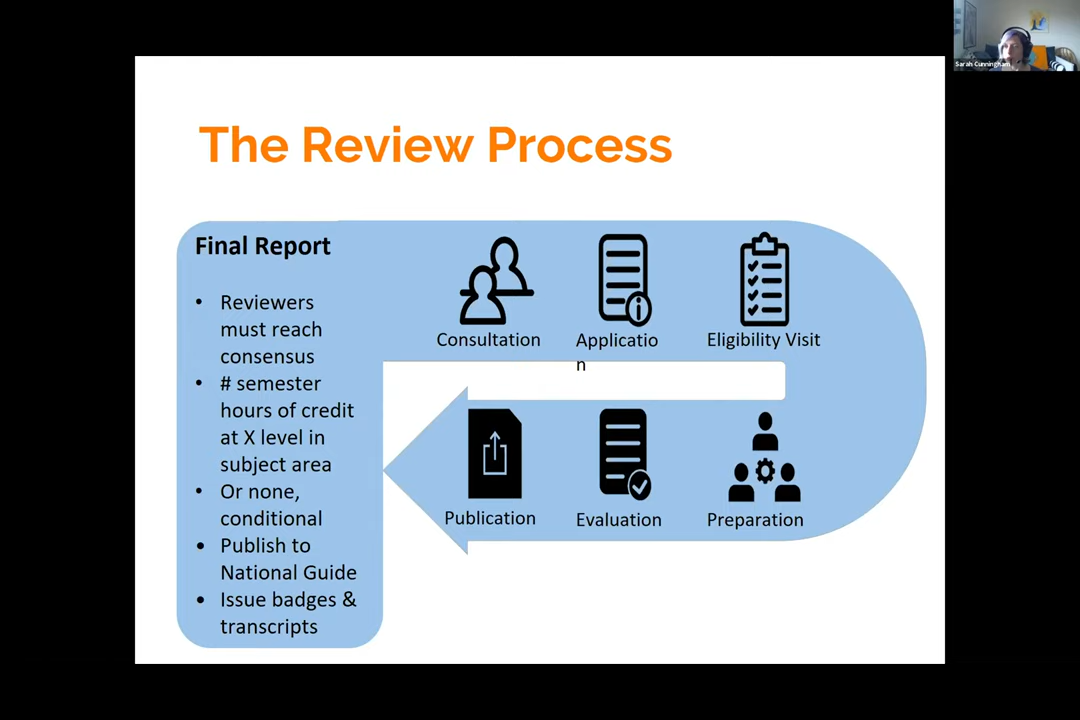 The Review Process
Final Report
• Reviewers
must reach
consensus
• # semester
hours of credit
at X level in
subject area
• Or none,
conditional
• Publish to
National Guide
• Issue badges &
transcripts
Consultation
Applicatio
n
Eligibility Visit
Publication
Evaluation
Preparation
Sarah Cunningham